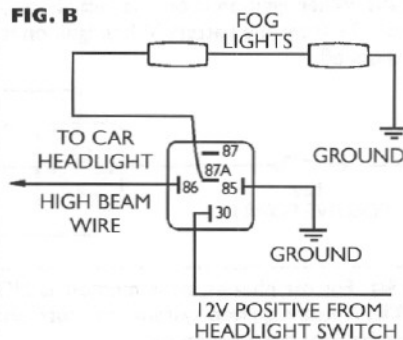 FIG. B
FOG
LIGHTS
TO CAR
HEADLIGHT
HIGH BEAM
WIRE
87
87A
86
85
30
GROUND
GROUND
12V POSITIVE FROM
HEADLIGHT SWITCH